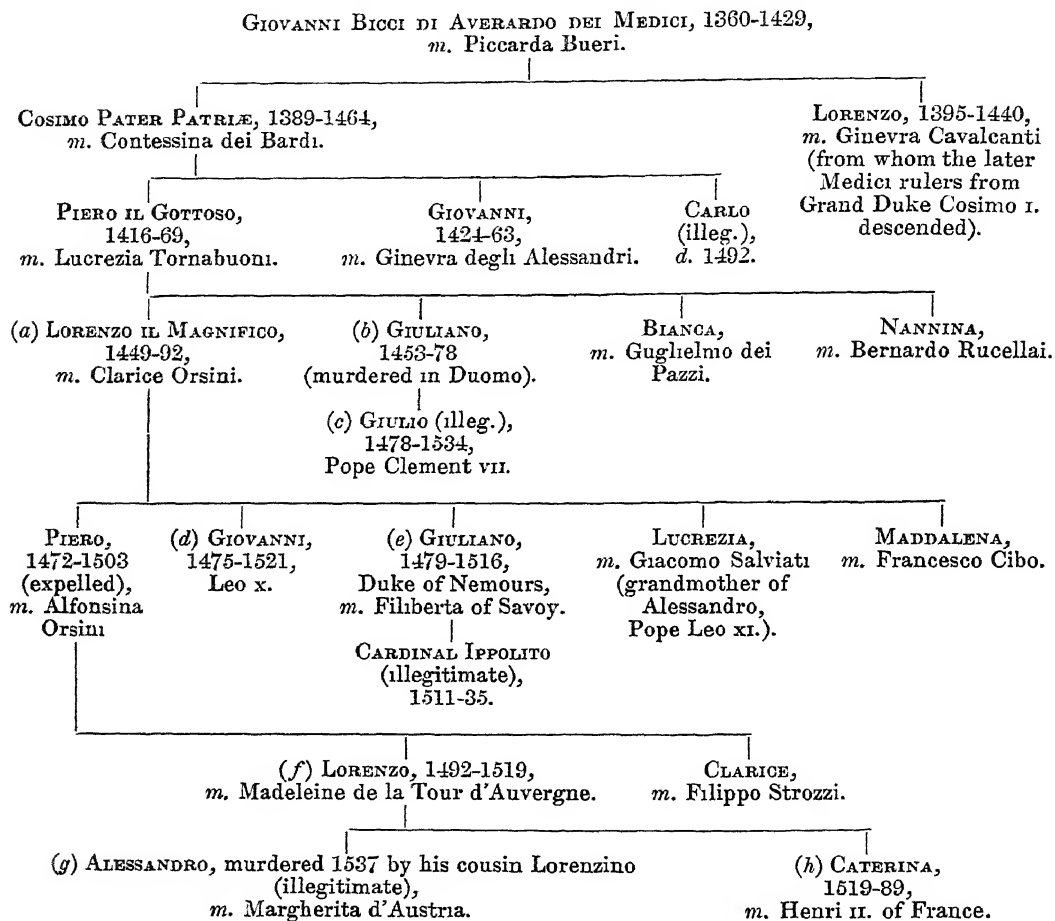 GIOVANNI BICCI DI AVERARDO DEI MEDICI, 1360-1429,
m. Piccarda Bueri.
COSIMO PATER PATRIÆ, 1389-1464,
m. Contessina dei Bardi.
LORENZO, 1395-1440,
m. Ginevra Cavalcanti
(from whom the later
Medici rulers from
Grand Duke Cosimo I.
descended).
PIERO IL GOTTOSO,
1416-69,
m. Lucrezia Tornabuoni.
GIOVANNI,
1424-63,
m. Ginevra degli Alessandri.
CARLO
(illeg.),
d. 1492.
(a) LORENZO IL MAGNIFICO,
1449-92,
m. Clarice Orsini.
(b) GIULIANO,
1453-78
(murdered in Duomo).
BIANCA,
m. Guglielmo dei
Pazzi.
NANNINA,
m. Bernardo Rucellai.
(c) GIULIO (illeg.),
1478-1534,
Pope Clement VII.
PIERO,
1472-1503
(expelled),
m. Alfonsina
Orsini
(d) GIOVANNI,
1475-1521,
Leo X.
(e) GIULIANO,
1479-1516,
Duke of Nemours,
m. Filiberta of Savoy.
LUCREZIA,
m. Giacomo Salviati
(grandmother of
Alessandro,
Pope Leo XI.).
MADDALENA,
m. Francesco Cibo.
CARDINAL IPPOLITO
(illegitimate),
1511-35.
(f) LORENZO, 1492-1519,
m. Madeleine de la Tour d'Auvergne.
CLARICE,
m. Filippo Strozzi.
(g) ALESSANDRO, murdered 1537 by his cousin Lorenzino
(illegitimate),
m. Margherita d'Austria.
(h) CATERINA,
1519-89,
m. Henri II. of France.